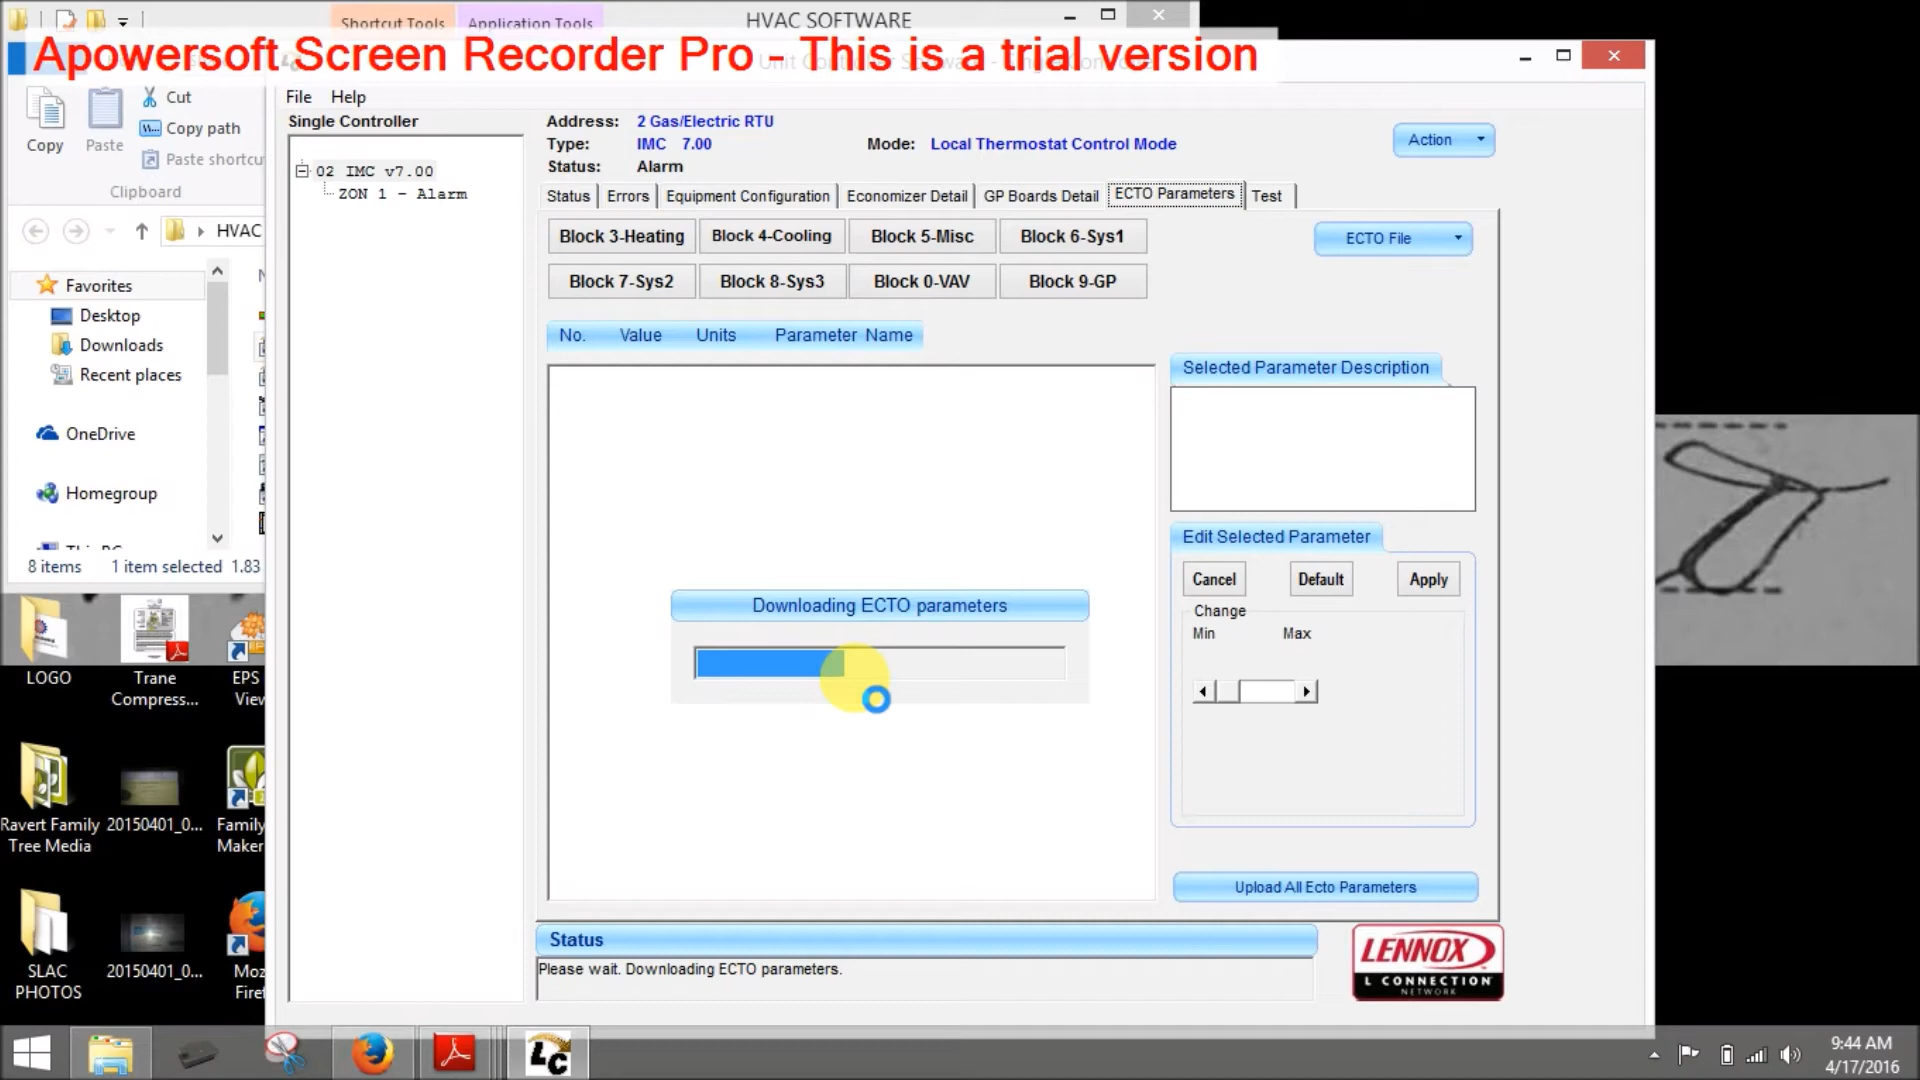 Shortcut Tools
Application Tools
HVAC SOFTWARE
Apowersoft Screen Recorder Pro - This is a trial version
Copy
Paste
Cut
Copy path
Paste shortcu
Clipboard
HVAC
Favorites
Desktop
Downloads
Recent places
OneDrive
Homegroup
8 items 1 item selected 1.83
File Help
Single Controller
02 IMC v7.00
ZON 1 - Alarm
Address: 2 Gas/Electric RTU
Type: IMC 7.00 Mode: Local Thermostat Control Mode
Status: Alarm
Action
Status Errors Equipment Configuration Economizer Detail GP Boards Detail ECTO Parameters Test
Block 3-Heating Block 4-Cooling Block 5-Misc Block 6-Sys1
Block 7-Sys2 Block 8-Sys3 Block 0-VAV Block 9-GP
ECTO File
No. Value Units Parameter Name
Selected Parameter Description
Downloading ECTO parameters
Edit Selected Parameter
Cancel Default Apply
Change
Min Max
Upload All Ecto Parameters
Status
Please wait. Downloading ECTO parameters.
LENNOX
L CONNECTION
NETWORK
LOGO
Trane
Compress...
EPS
Viev
Ravert Family
Tree Media
20150401_0...
Family
Maker
SLAC
PHOTOS
20150401_0...
Moz
Firef
LC
9:44 AM
4/17/2016